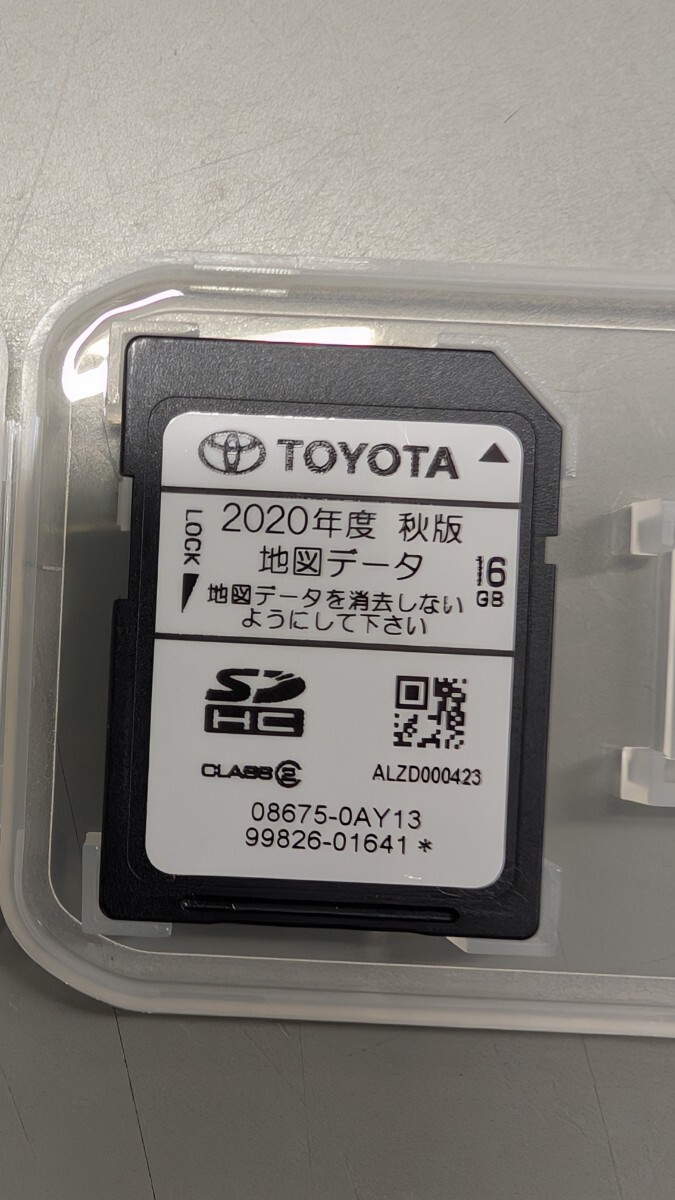 TOYOTA
2020年度 秋版
地図データ
LOCK
16
GB
地図データを消去しない
ようにして下さい
SD
HC
CLASS 2
ALZD000423
08675-0AY13
99826-01641 *